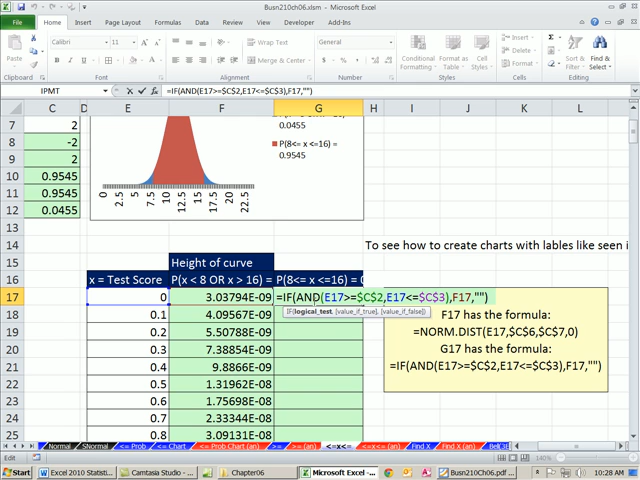 Busn210ch06.xlsm - Microsoft Excel
File Home Insert Page Layout Formulas Data Review View Developer Add-Ins
Calibri 11 Wrap Text General Insert Σ
Paste Merge & Center $ % , Conditional Formatting Format as Table Cell Styles Delete Format Sort & Filter Find & Select
Clipboard Font Alignment Number Styles Cells Editing
IPMT =IF(AND(E17>=$C$2,E17<=$C$3),F17,"")
C D E F G H I J K L
7 2
8 -2
9 2
10 0.9545
11 0.9545
12 0.0455
0.0455
P(8<= x <=16) =
0.9545
0 2.5 5 7.5 10 12.5 15 17.5 20 22.5
14 To see how to create charts with lables like seen i
15 Height of curve
16 x = Test Score P(x < 8 OR x > 16) = P(8<= x <=16) = 0
17 0 3.03794E-09 =IF(AND(E17>=$C$2,E17<=$C$3),F17,"")
IF(logical_test, [value_if_true], [value_if_false])
18 0.1 4.09567E-09
19 0.2 5.50788E-09
20 0.3 7.38854E-09
21 0.4 9.8866E-09
22 0.5 1.31962E-08
23 0.6 1.75698E-08
24 0.7 2.33344E-08
25 0.8 3.09131E-08
F17 has the formula:
=NORM.DIST(E17,$C$6,$C$7,0)
G17 has the formula:
=IF(AND(E17>=$C$2,E17<=$C$3),F17,"")
Normal SNormal <= Prob <= Chart <= Prob (an) >= >= (an) <=x<= <=x<= (an) Find X Find X (an)
Edit 140%
Start Word Excel 2010 Statisti... Camtasia Studio - ... Chapter06 Microsoft Excel - ... Busn210Ch06.pdf ... 10:28 AM